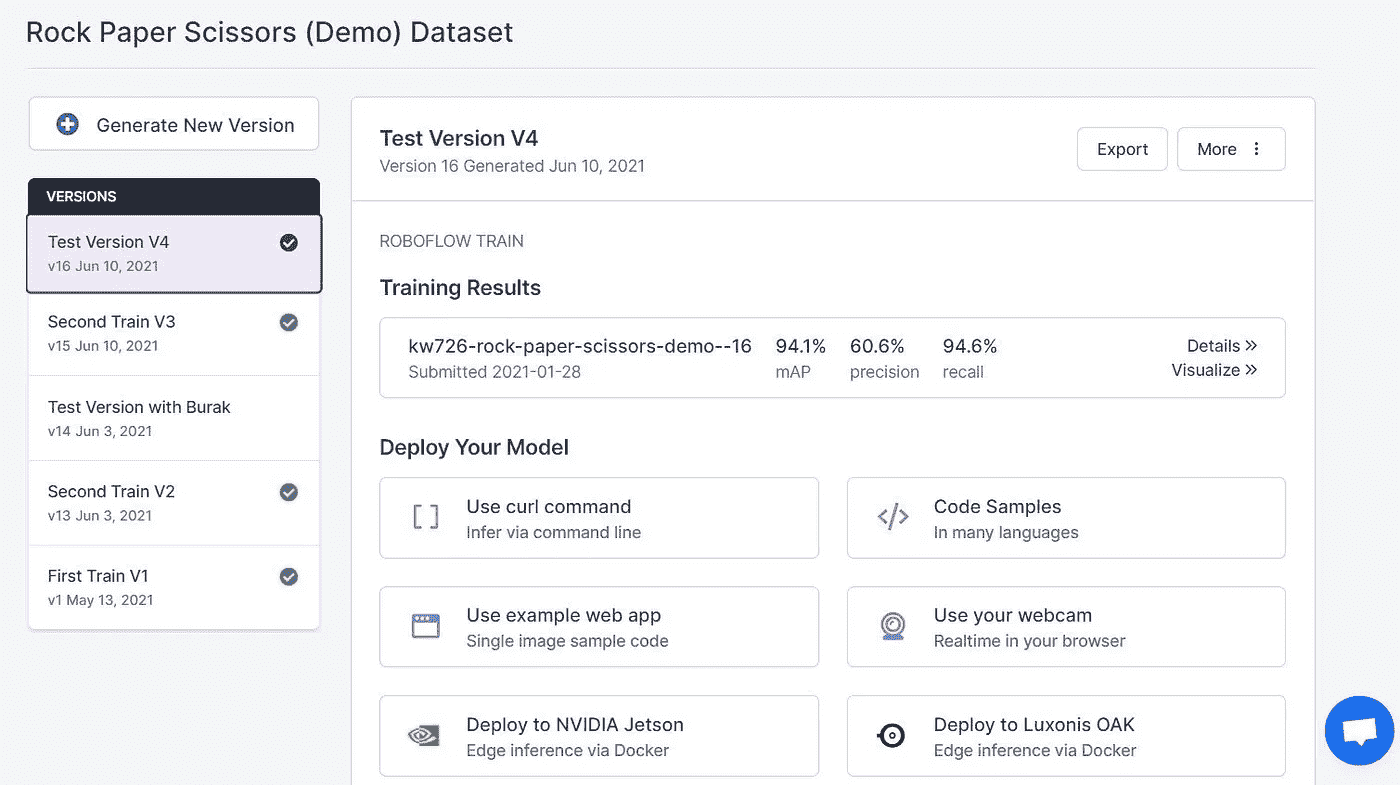 Rock Paper Scissors (Demo) Dataset
Generate New Version
VERSIONS
Test Version V4
v16 Jun 10, 2021
Second Train V3
v15 Jun 10, 2021
Test Version with Burak
v14 Jun 3, 2021
Second Train V2
v13 Jun 3, 2021
First Train V1
v1 May 13, 2021
Test Version V4
Version 16 Generated Jun 10, 2021
Export
More
ROBOFLOW TRAIN
Training Results
kw726-rock-paper-scissors-demo--16 94.1% 60.6% 94.6% Details »
Submitted 2021-01-28 mAP precision recall Visualize »
Deploy Your Model
Use curl command
Infer via command line
Code Samples
In many languages
Use example web app
Single image sample code
Use your webcam
Realtime in your browser
Deploy to NVIDIA Jetson
Edge inference via Docker
Deploy to Luxonis OAK
Edge inference via Docker